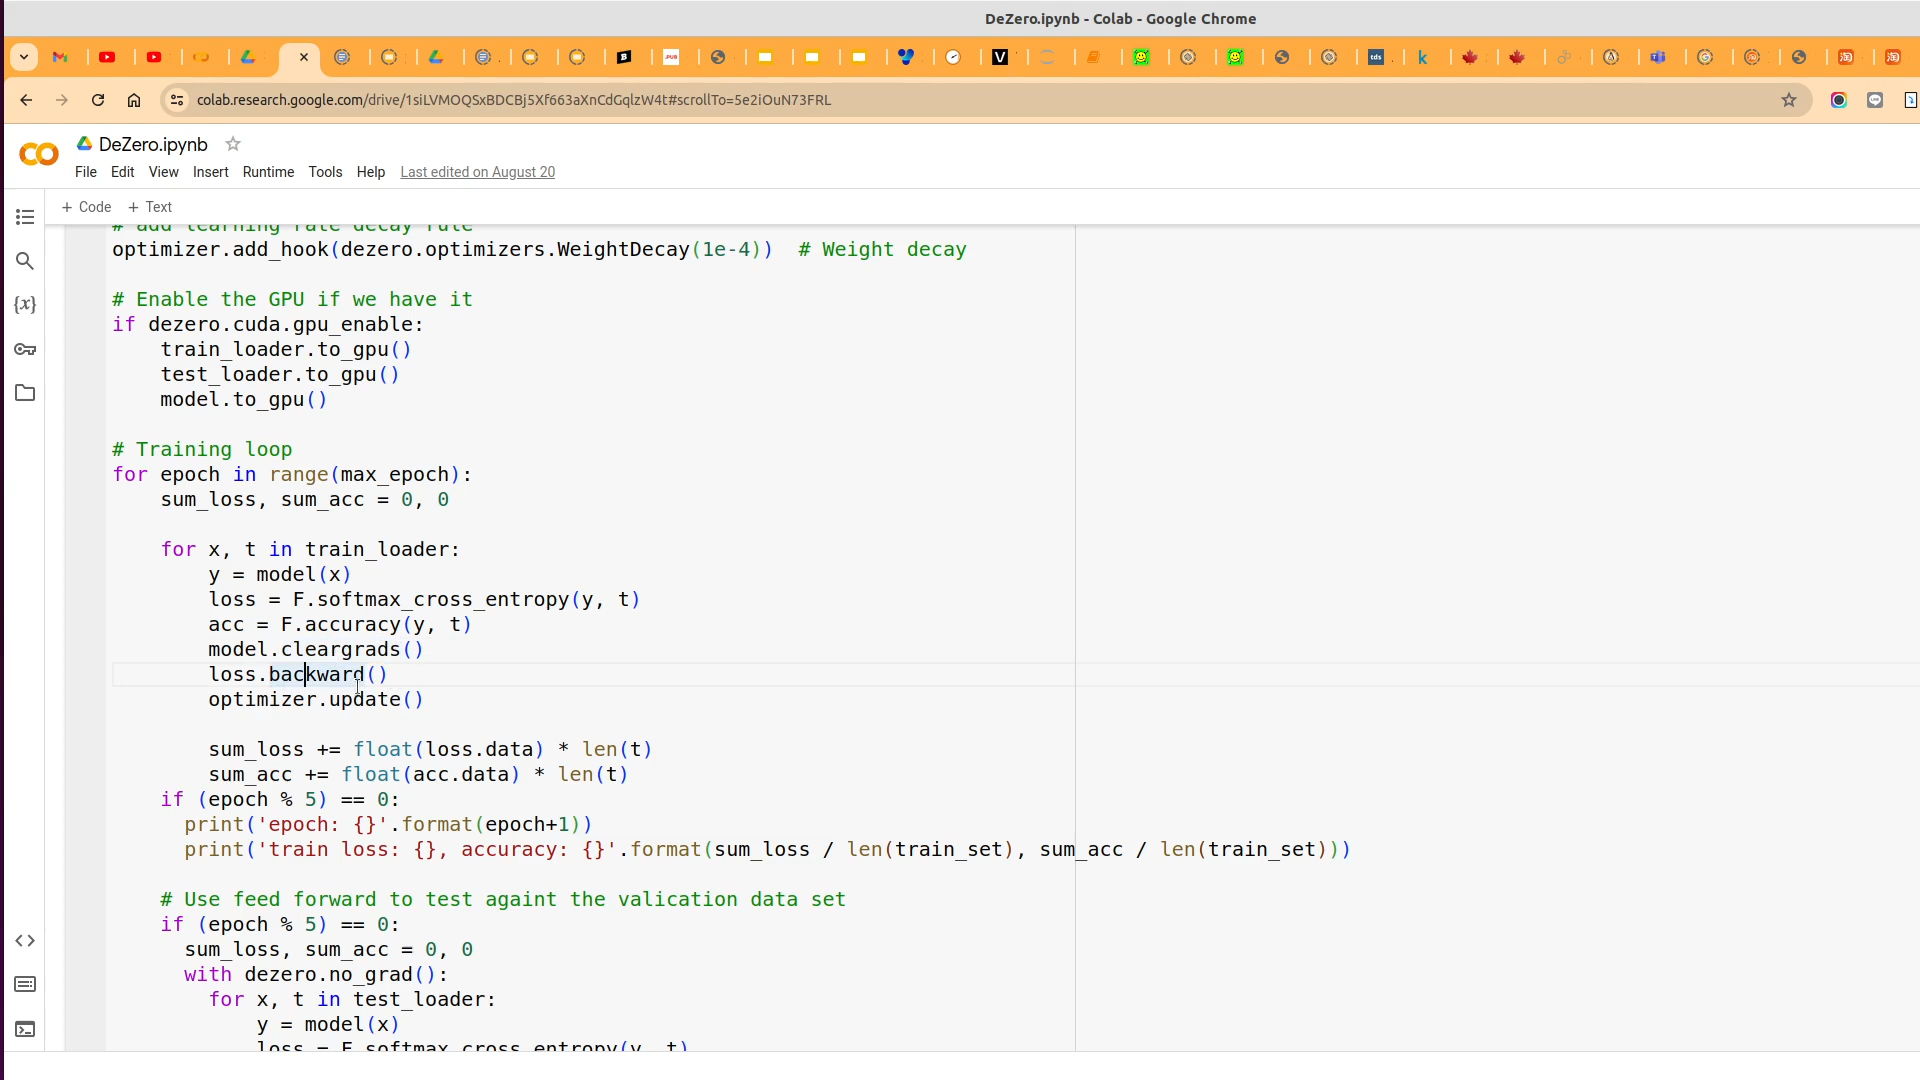 DeZero.ipynb - Colab - Google Chrome
colab.research.google.com/drive/1siLVMOQSxBDCBj5Xf663aXnCdGqlzW4t#scrollTo=5e2iOuN73FRL
DeZero.ipynb
File Edit View Insert Runtime Tools Help Last edited on August 20
+ Code + Text
# add learning rate decay rule
optimizer.add_hook(dezero.optimizers.WeightDecay(1e-4))  # Weight decay
# Enable the GPU if we have it
if dezero.cuda.gpu_enable:
    train_loader.to_gpu()
    test_loader.to_gpu()
    model.to_gpu()
# Training loop
for epoch in range(max_epoch):
    sum_loss, sum_acc = 0, 0
    for x, t in train_loader:
        y = model(x)
        loss = F.softmax_cross_entropy(y, t)
        acc = F.accuracy(y, t)
        model.cleargrads()
        loss.backward()
        optimizer.update()
        sum_loss += float(loss.data) * len(t)
        sum_acc += float(acc.data) * len(t)
    if (epoch % 5) == 0:
      print('epoch: {}'.format(epoch+1))
      print('train loss: {}, accuracy: {}'.format(sum_loss / len(train_set), sum_acc / len(train_set)))
    # Use feed forward to test againt the valication data set
    if (epoch % 5) == 0:
      sum_loss, sum_acc = 0, 0
      with dezero.no_grad():
        for x, t in test_loader:
            y = model(x)
            loss = F.softmax_cross_entropy(y, t)